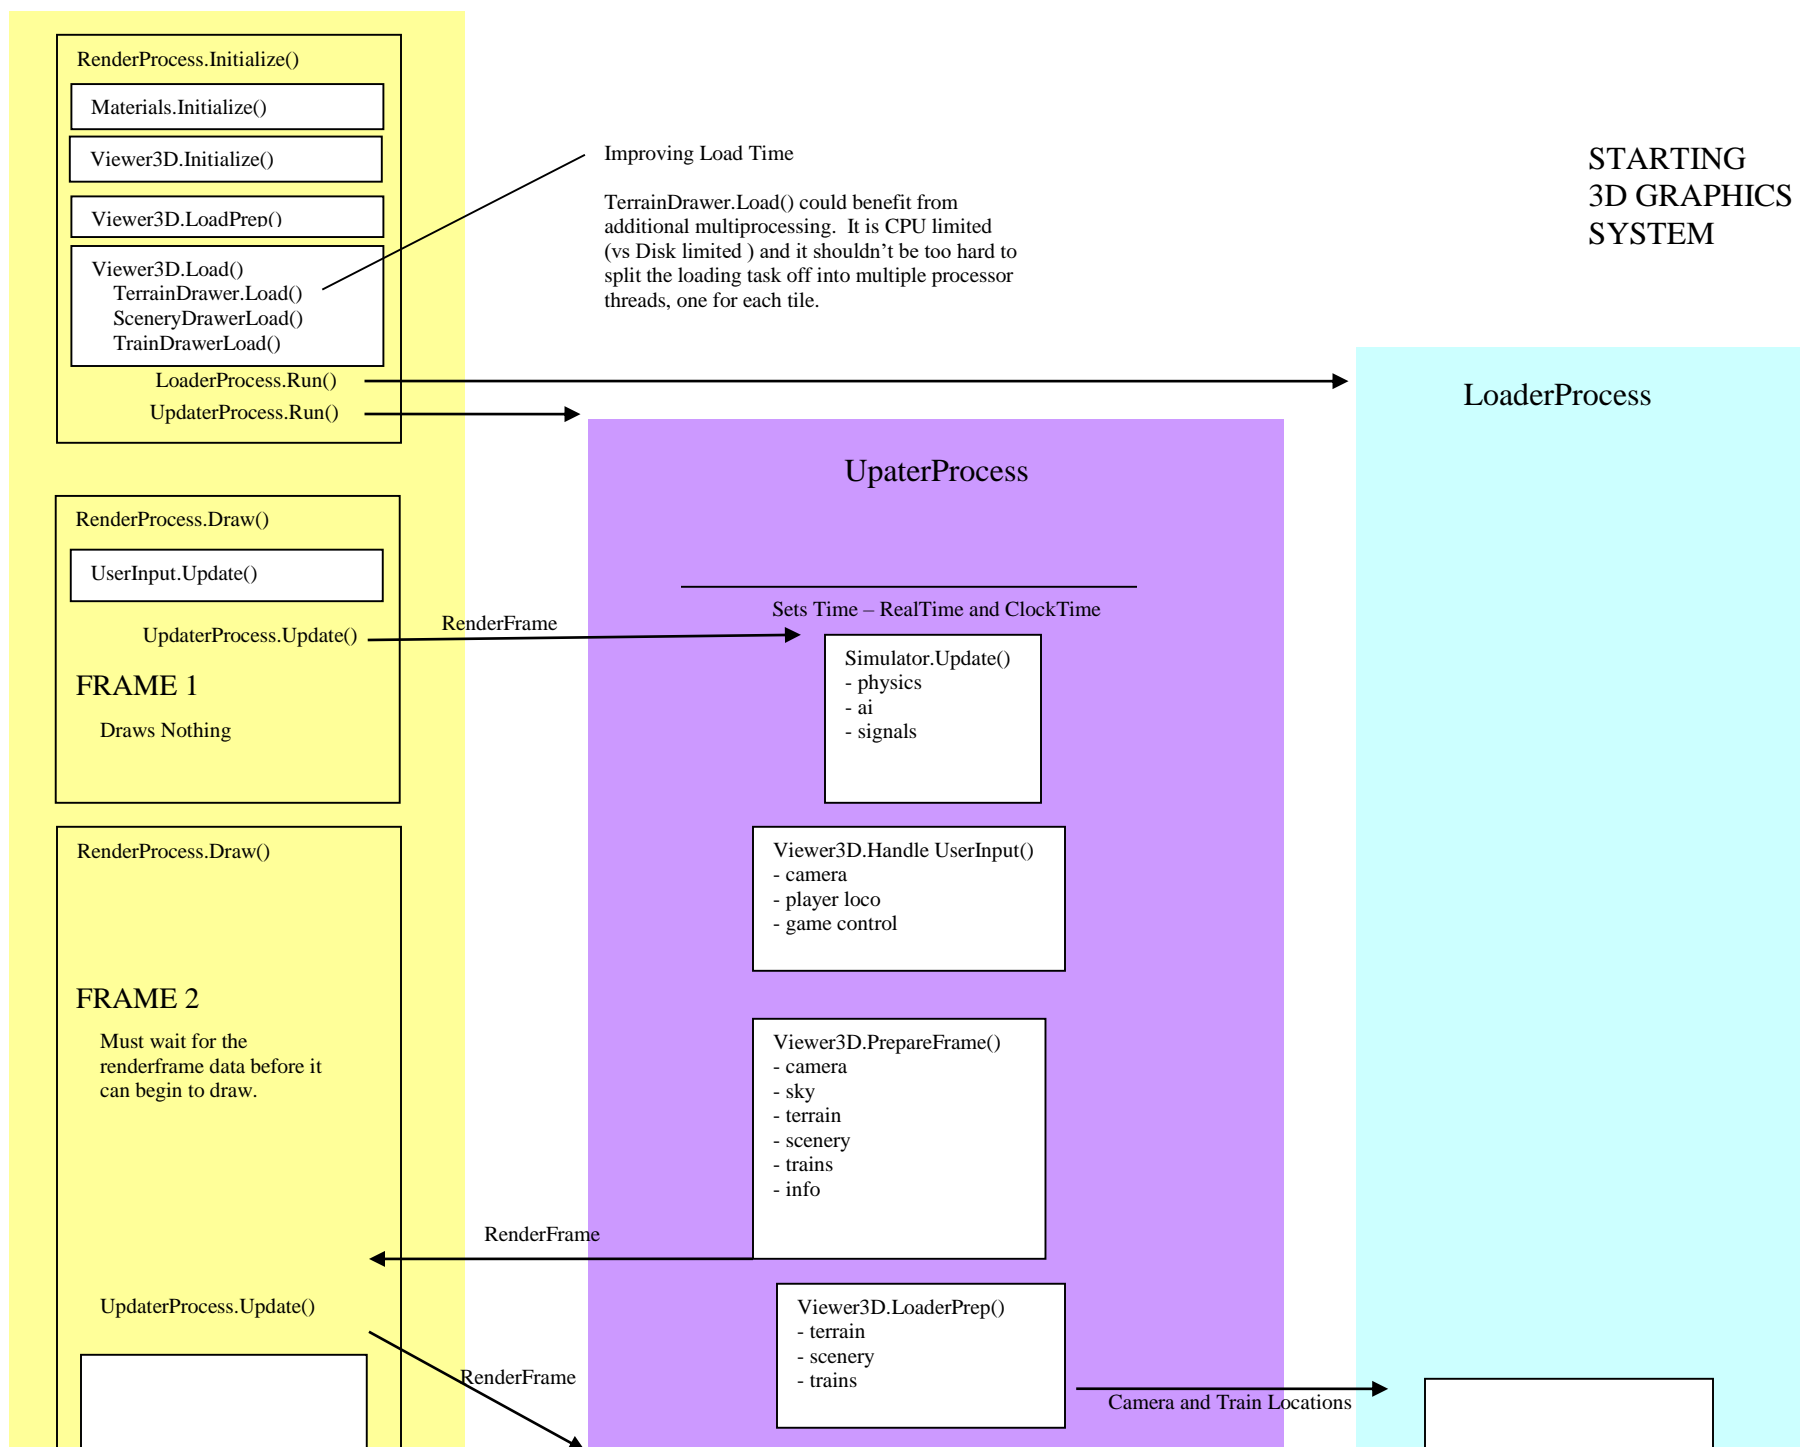 RenderProcess.Initialize()
Materials.Initialize()
Viewer3D.Initialize()
Viewer3D.LoadPrep()
Viewer3D.Load()
TerrainDrawer.Load()
SceneryDrawerLoad()
TrainDrawerLoad()
LoaderProcess.Run()
UpdaterProcess.Run()
Improving Load Time
TerrainDrawer.Load() could benefit from
additional multiprocessing.  It is CPU limited
(vs Disk limited ) and it shouldn’t be too hard to
split the loading task off into multiple processor
threads, one for each tile.
STARTING
3D GRAPHICS
SYSTEM
LoaderProcess
UpaterProcess
RenderProcess.Draw()
UserInput.Update()
UpdaterProcess.Update()
FRAME 1
Draws Nothing
RenderFrame
Sets Time – RealTime and ClockTime
Simulator.Update()
- physics
- ai
- signals
RenderProcess.Draw()
FRAME 2
Must wait for the
renderframe data before it
can begin to draw.
Viewer3D.Handle UserInput()
- camera
- player loco
- game control
Viewer3D.PrepareFrame()
- camera
- sky
- terrain
- scenery
- trains
- info
RenderFrame
UpdaterProcess.Update()
RenderFrame
Viewer3D.LoaderPrep()
- terrain
- scenery
- trains
Camera and Train Locations